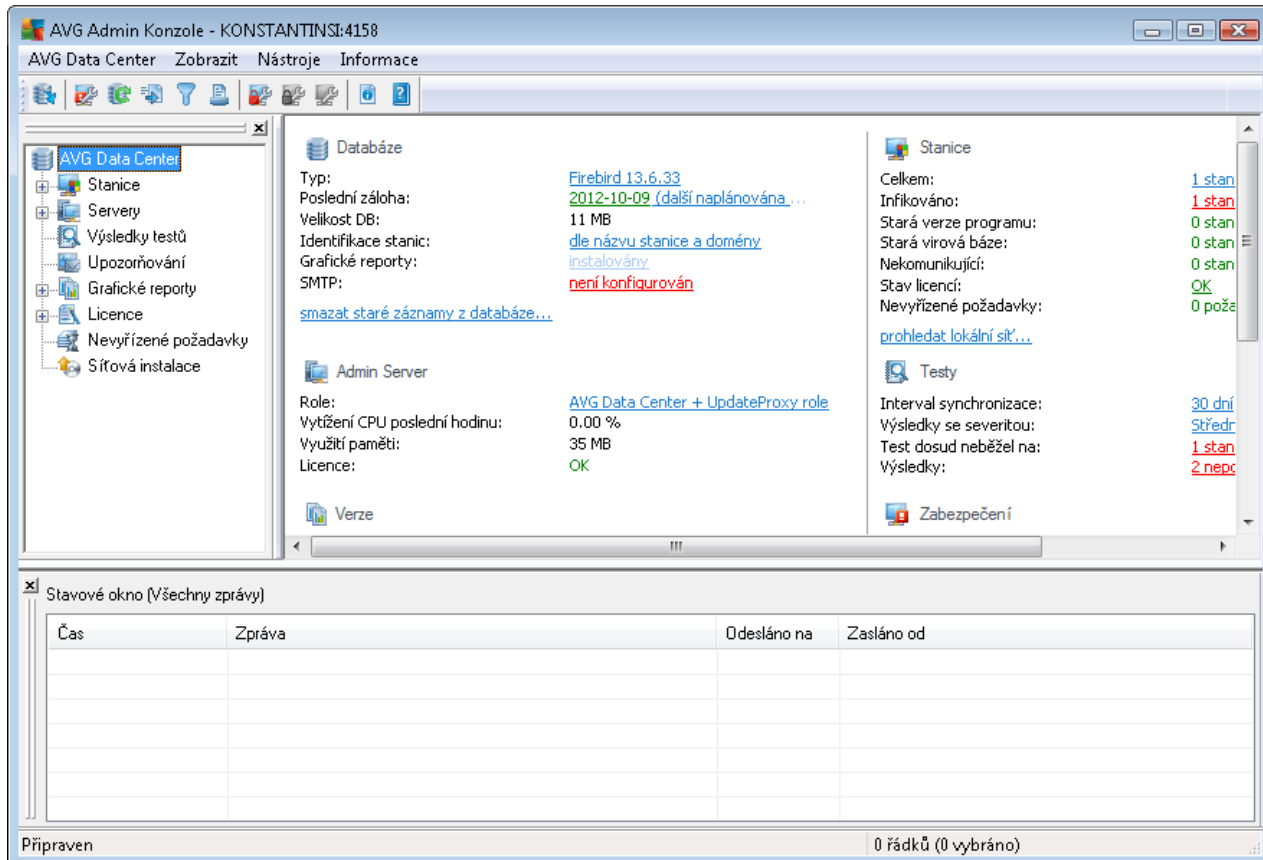 AVG Admin Konzole - KONSTANTINSI:4158
AVG Data Center Zobrazit Nástroje Informace
AVG Data Center
Stanice
Servery
Výsledky testů
Upozorňování
Grafické reporty
Licence
Nevyřízené požadavky
Síťová instalace
Databáze
Typ: Firebird 13.6.33
Poslední záloha: 2012-10-09 (další naplánována ...
Velikost DB: 11 MB
Identifikace stanic: dle názvu stanice a domény
Grafické reporty: instalovány
SMTP: není konfigurován
smazat staré záznamy z databáze...
Admin Server
Role: AVG Data Center + UpdateProxy role
Vytížení CPU poslední hodinu: 0.00 %
Využití paměti: 35 MB
Licence: OK
Verze
Stanice
Celkem: 1 stan
Infikováno: 1 stan
Stará verze programu: 0 stan
Stará virová báze: 0 stan
Nekomunikující: 0 stan
Stav licencí: OK
Nevyřízené požadavky: 0 poža
prohledat lokální síť...
Testy
Interval synchronizace: 30 dní
Výsledky se severitou: Středn
Test dosud neběžel na: 1 stan
Výsledky: 2 nepo
Zabezpečení
Stavové okno (Všechny zprávy)
Čas Zpráva Odesláno na Zasláno od
Připraven 0 řádků (0 vybráno)